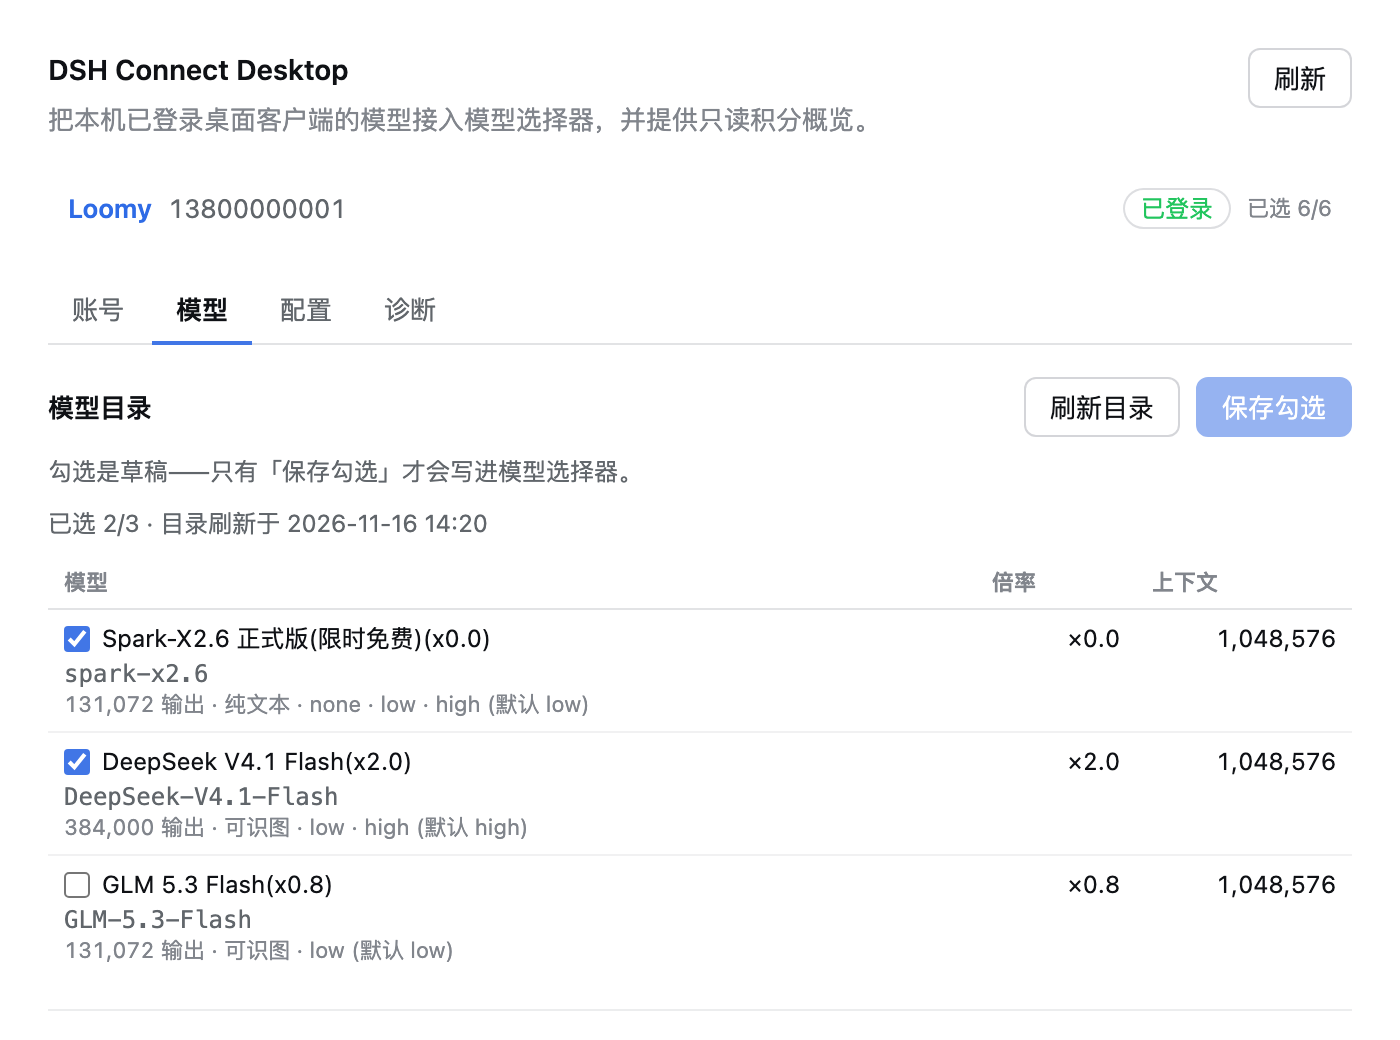 DSH Connect Desktop
刷新
把本机已登录桌面客户端的模型接入模型选择器，并提供只读积分概览。
Loomy 13800000001 已登录 已选 6/6
账号 模型 配置 诊断
模型目录 刷新目录 保存勾选
勾选是草稿——只有「保存勾选」才会写进模型选择器。
已选 2/3 · 目录刷新于 2026-11-16 14:20
模型 倍率 上下文
Spark-X2.6 正式版(限时免费)(x0.0) ×0.0 1,048,576
spark-x2.6
131,072 输出 · 纯文本 · none · low · high (默认 low)
DeepSeek V4.1 Flash(x2.0) ×2.0 1,048,576
DeepSeek-V4.1-Flash
384,000 输出 · 可识图 · low · high (默认 high)
GLM 5.3 Flash(x0.8) ×0.8 1,048,576
GLM-5.3-Flash
131,072 输出 · 可识图 · low (默认 low)